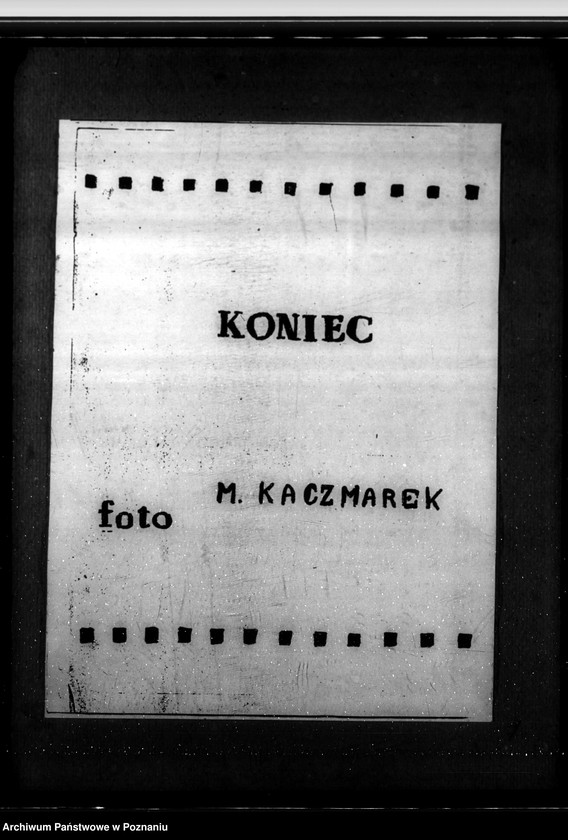 KONIEC
foto M. KACZMAREK
Archiwum Państwowe w Poznaniu